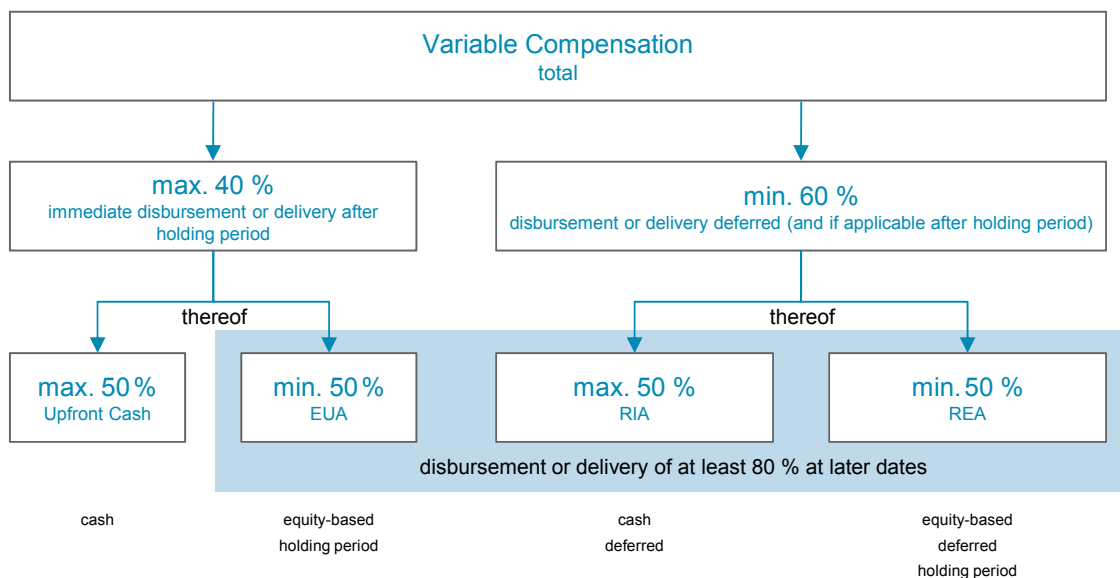 Variable Compensation
total
max. 40 %
immediate disbursement or delivery after
holding period
min. 60 %
disbursement or delivery deferred (and if applicable after holding period)
thereof
thereof
max. 50 %
Upfront Cash
min. 50 %
EUA
max. 50 %
RIA
min. 50 %
REA
disbursement or delivery of at least 80 % at later dates
cash
equity-based
holding period
cash
deferred
equity-based
deferred
holding period